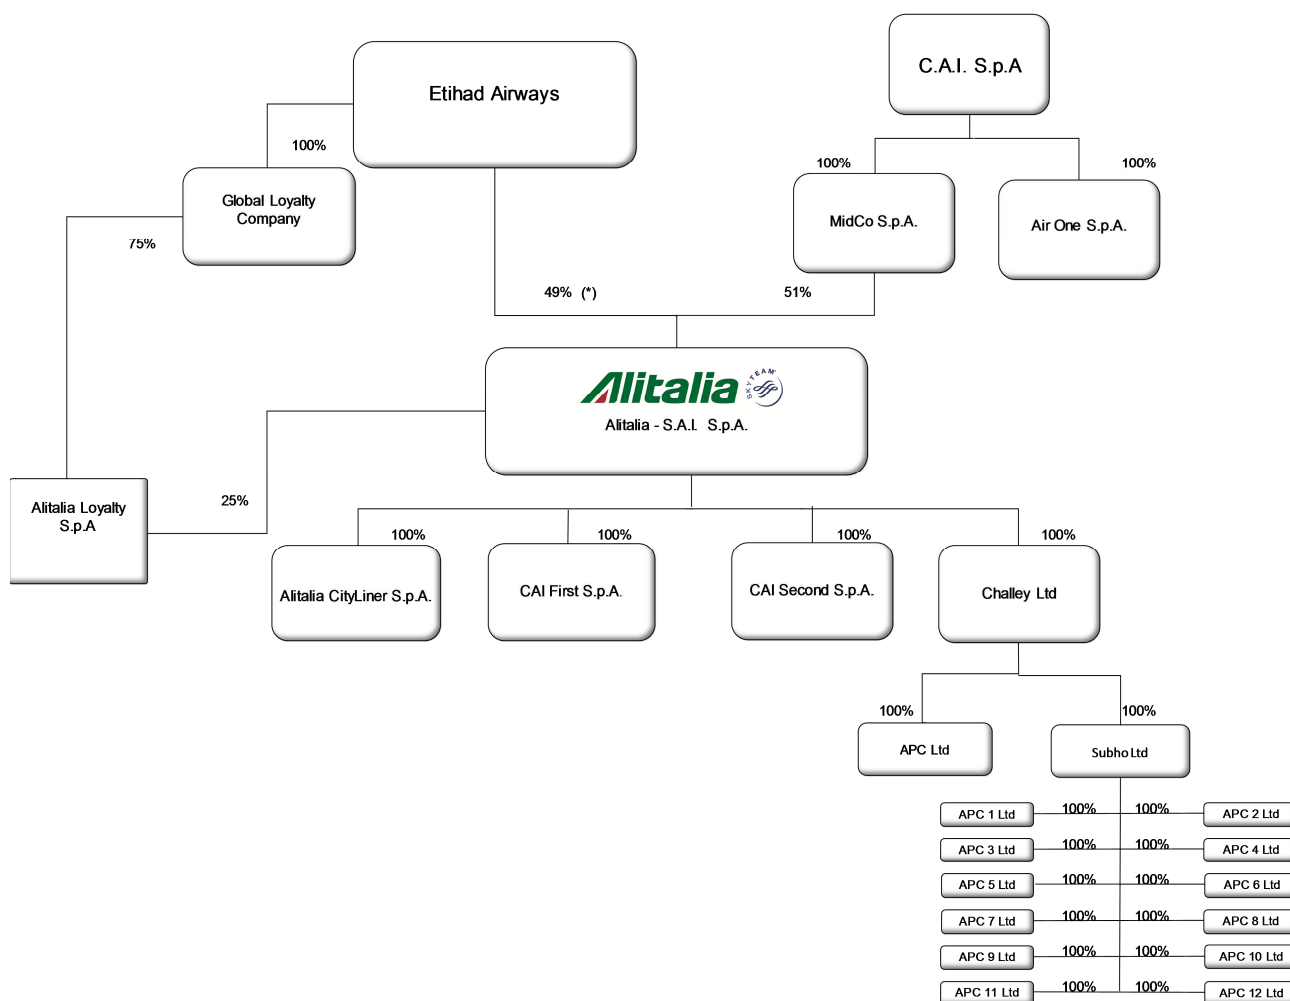 C.A.I. S.p.A
Etihad Airways
100%
100%
100%
Global Loyalty
Company
MidCo S.p.A.
Air One S.p.A.
75%
49% (*)
51%
Alitalia
SKYTEAM
Alitalia - S.A.I. S.p.A.
Alitalia Loyalty
S.p.A
25%
100%
100%
100%
100%
Alitalia CityLiner S.p.A.
CAI First S.p.A.
CAI Second S.p.A.
Challey Ltd
100%
100%
APC Ltd
Subho Ltd
APC 1 Ltd 100% 100% APC 2 Ltd
APC 3 Ltd 100% 100% APC 4 Ltd
APC 5 Ltd 100% 100% APC 6 Ltd
APC 7 Ltd 100% 100% APC 8 Ltd
APC 9 Ltd 100% 100% APC 10 Ltd
APC 11 Ltd 100% 100% APC 12 Ltd